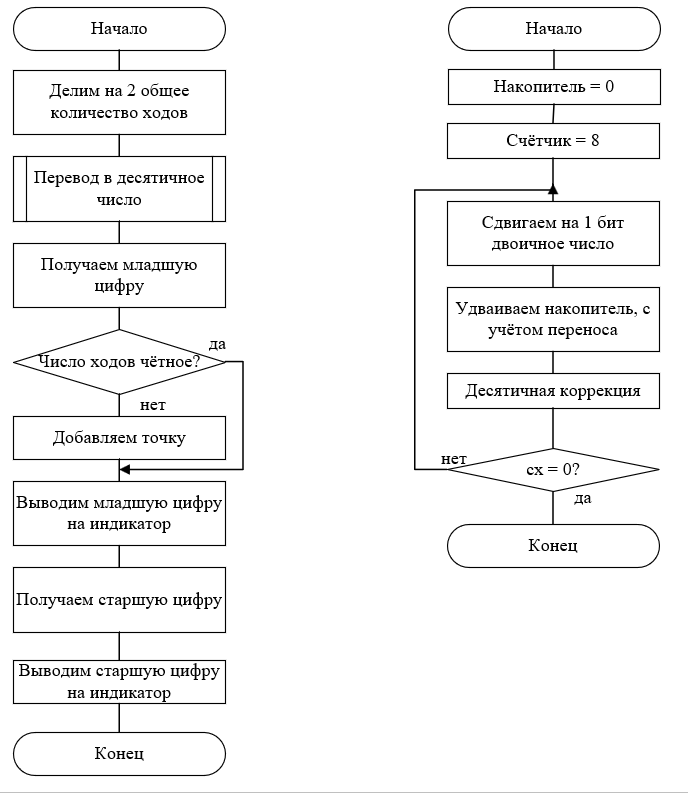 Начало
Делим на 2 общее
количество ходов
Перевод в десятичное
число
Получаем младшую
цифру
да
Число ходов чётное?
нет
Добавляем точку
Выводим младшую цифру
на индикатор
Получаем старшую цифру
Выводим старшую цифру
на индикатор
Конец
Начало
Накопитель = 0
Счётчик = 8
Сдвигаем на 1 бит
двоичное число
Удваиваем накопитель, с
учётом переноса
Десятичная коррекция
нет
cx = 0?
да
Конец